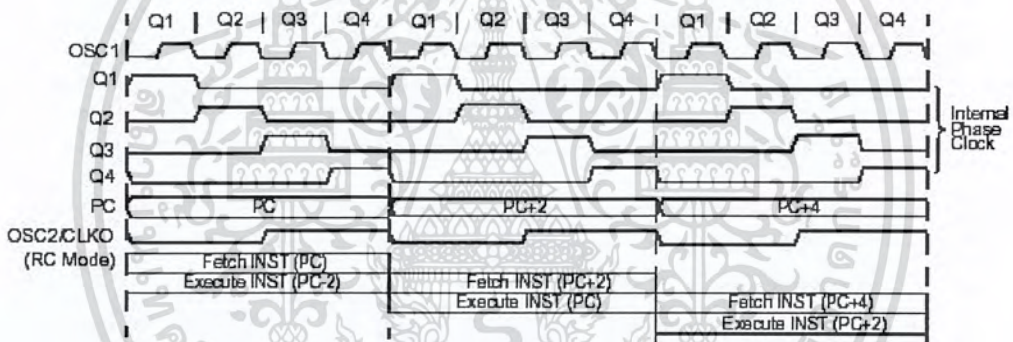 Q1 | Q2 | Q3 | Q4 | Q1 | Q2 | Q3 | Q4 | Q1 | Q2 | Q3 | Q4
OSC1
Q1
Q2
Q3
Q4
Internal
Phase
Clock
PC PC PC+2 PC+4
OSC2/CLKO
(RC Mode)
Fetch INST (PC)
Execute INST (PC-2) Fetch INST (PC+2)
Execute INST (PC) Fetch INST (PC+4)
Execute INST (PC+2)